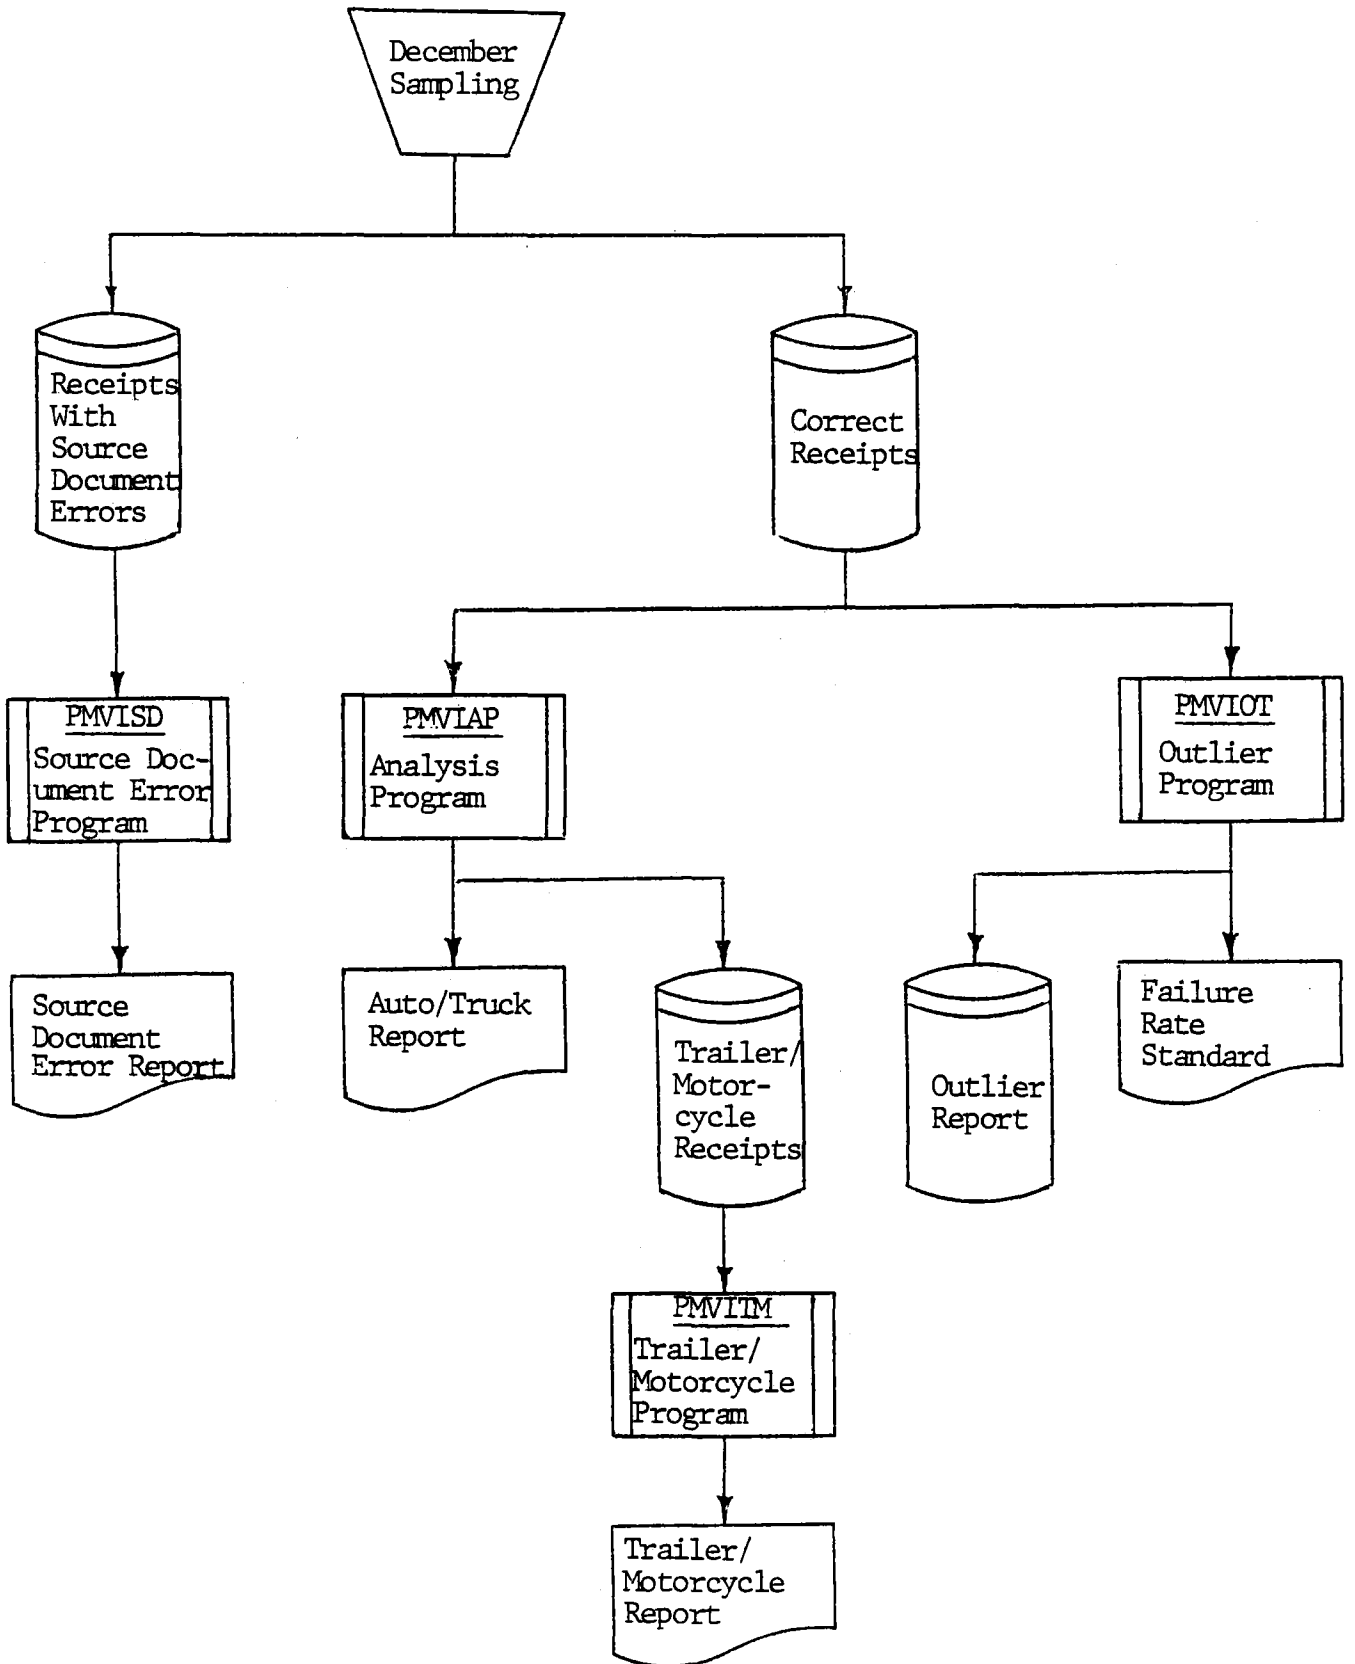 December
Sampling
Receipts
With
Source
Document
Errors
Correct
Receipts
PMVISD
Source Doc-
ument Error
Program
PMVIAP
Analysis
Program
PMVIOT
Outlier
Program
Source
Document
Error Report
Auto/Truck
Report
Trailer/
Motor-
cycle
Receipts
Outlier
Report
Failure
Rate
Standard
PMVITM
Trailer/
Motorcycle
Program
Trailer/
Motorcycle
Report